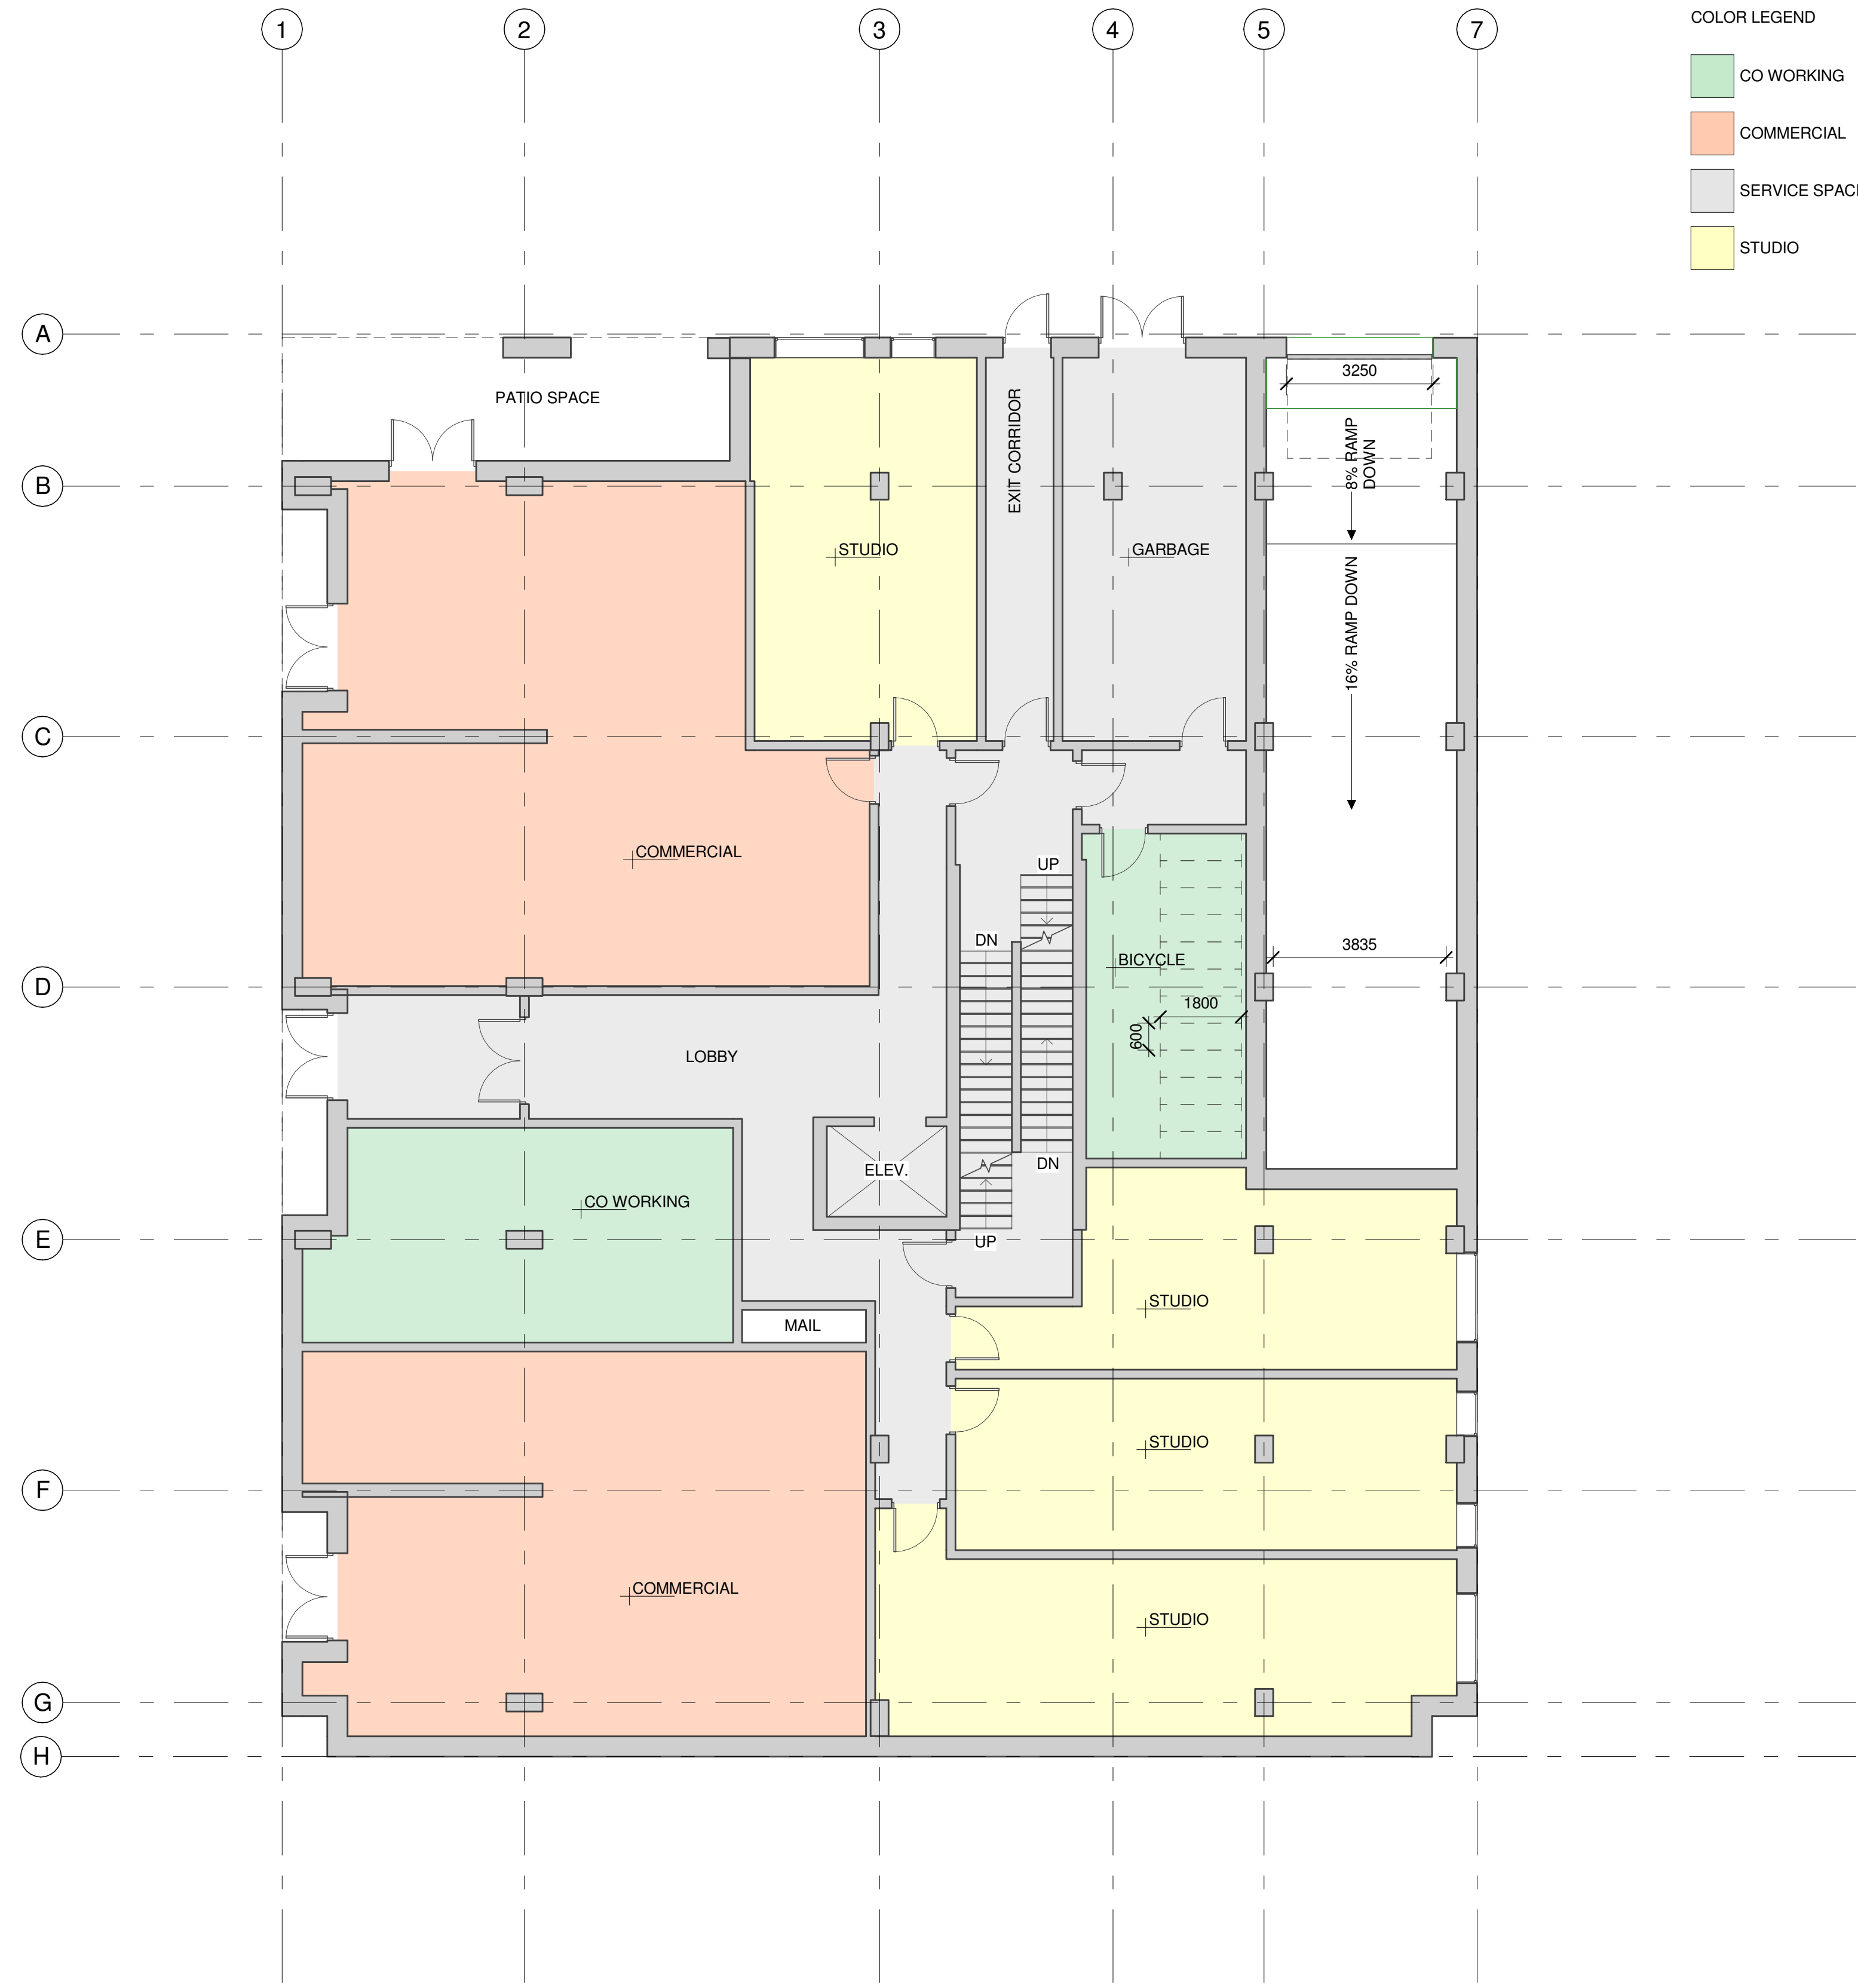 1
2
3
4
5
7
COLOR LEGEND
CO WORKING
COMMERCIAL
SERVICE SPAC
STUDIO
A
B
C
D
E
F
G
H
PATIO SPACE
3250
8% RAMP
DOWN
EXIT CORRIDOR
STUDIO
GARBAGE
16% RAMP DOWN
COMMERCIAL
UP
DN
BICYCLE
3835
1800
600
LOBBY
ELEV.
DN
CO WORKING
UP
STUDIO
MAIL
STUDIO
COMMERCIAL
STUDIO